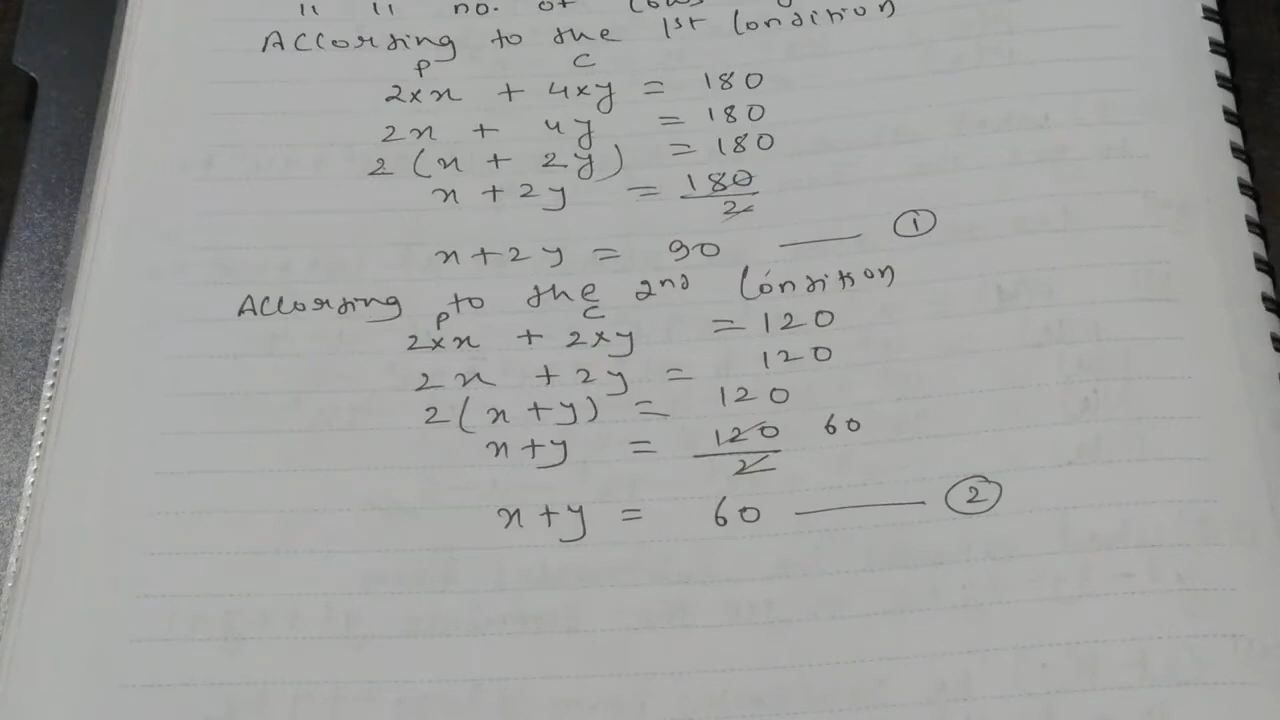 " " no. of
According to the 1st Condition
P C
2×x + 4×y = 180
2x + 4y = 180
2(x + 2y) = 180
x + 2y = 180/2
x + 2y = 90 —— ①
According to the 2nd Condition
P C
2×x + 2×y = 120
2x + 2y = 120
2(x + y) = 120
x + y = 120/2 60
x + y = 60 —— ②